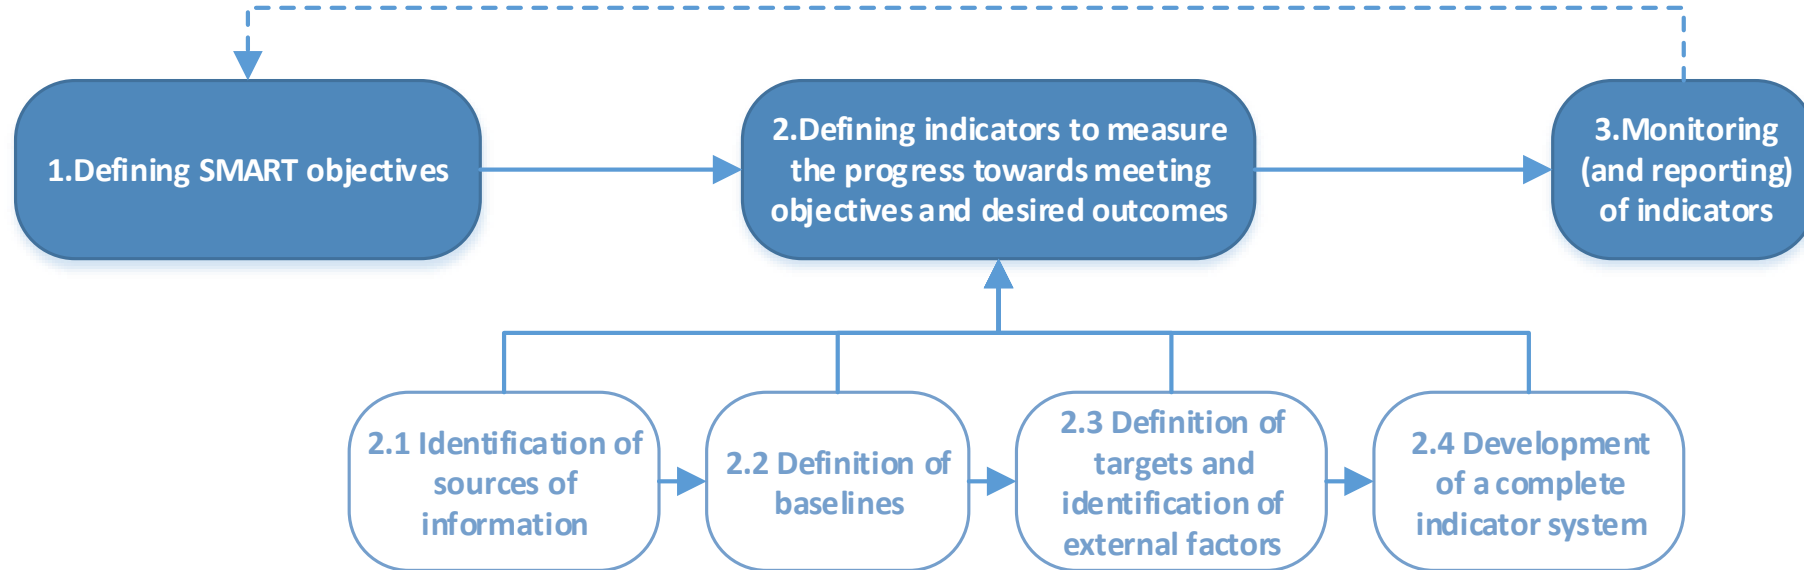 1.Defining SMART objectives
2.Defining indicators to measure
the progress towards meeting
objectives and desired outcomes
3.Monitoring
(and reporting)
of indicators
2.1 Identification of
sources of
information
2.2 Definition of
baselines
2.3 Definition of
targets and
identification of
external factors
2.4 Development
of a complete
indicator system